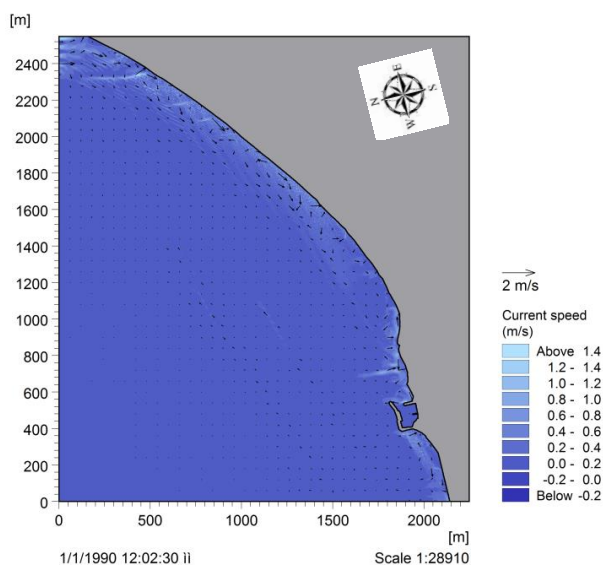 [m]
2400
2200
2000
1800
1600
1400
1200
1000
800
600
400
200
0
0 500 1000 1500 2000
[m]
N E S W
2 m/s
Current speed
(m/s)
Above 1.4
1.2 - 1.4
1.0 - 1.2
0.8 - 1.0
0.6 - 0.8
0.4 - 0.6
0.2 - 0.4
0.0 - 0.2
-0.2 - 0.0
Below -0.2
1/1/1990 12:02:30 ìì Scale 1:28910